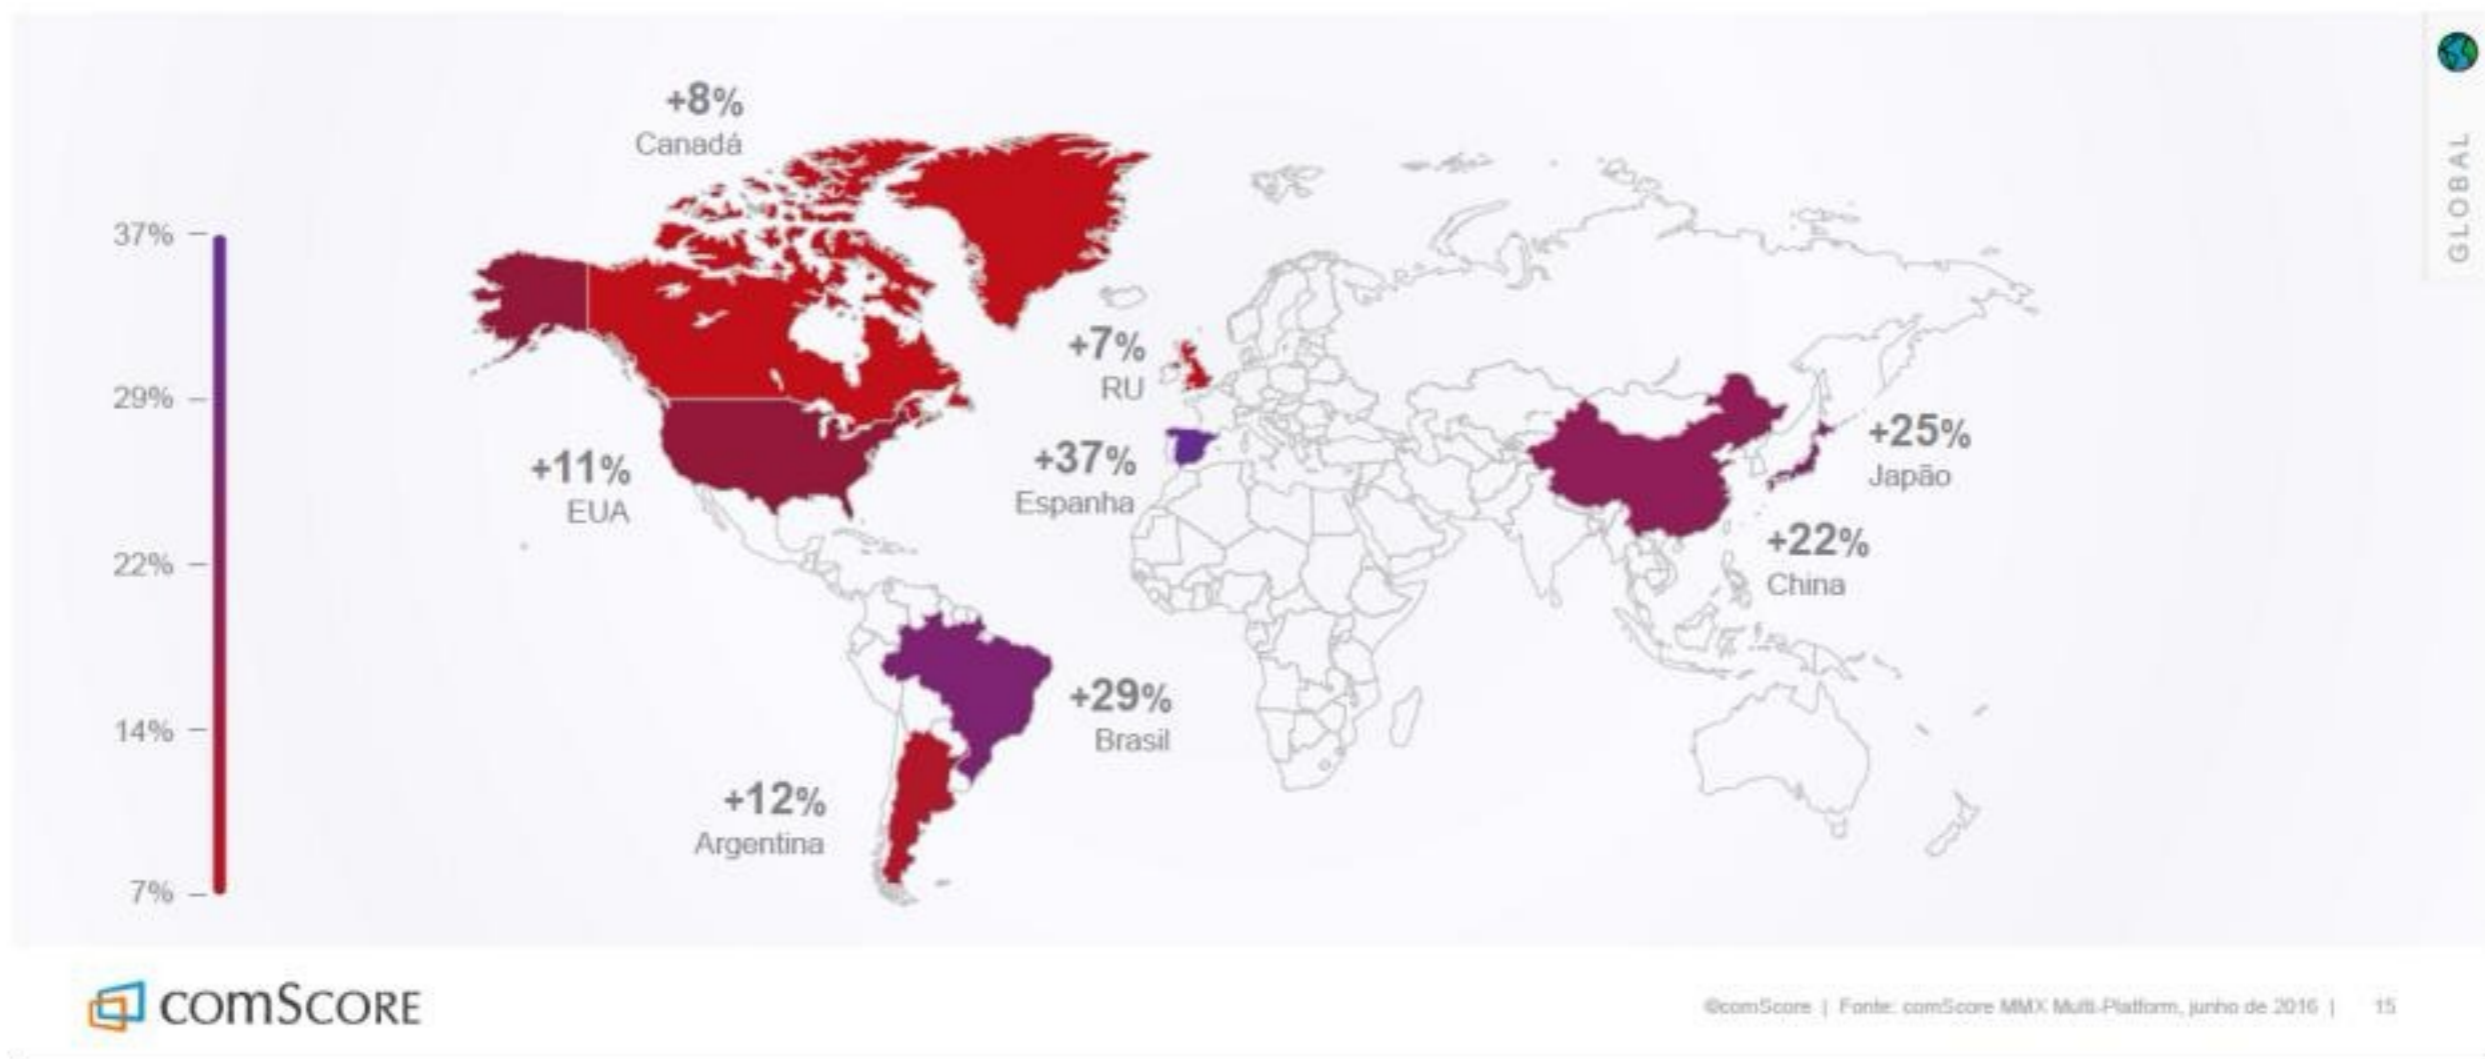 GLOBAL
+8%
Canadá
37%
29%
22%
14%
7%
+7%
RU
+11%
EUA
+37%
Espanha
+25%
Japão
+22%
China
+29%
Brasil
+12%
Argentina
comSCORE
©comScore | Fonte: comScore MMX Multi-Platform, junho de 2016 | 15